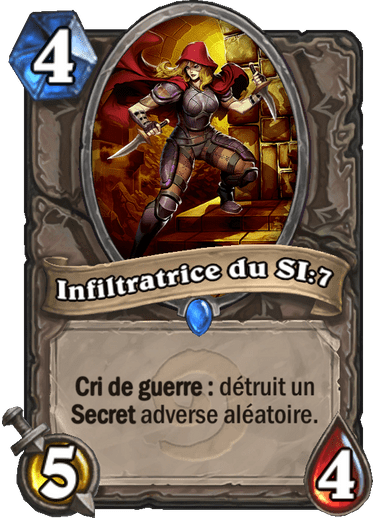 4
Infiltratrice du SI:7
Cri de guerre : détruit un
Secret adverse aléatoire.
5
4